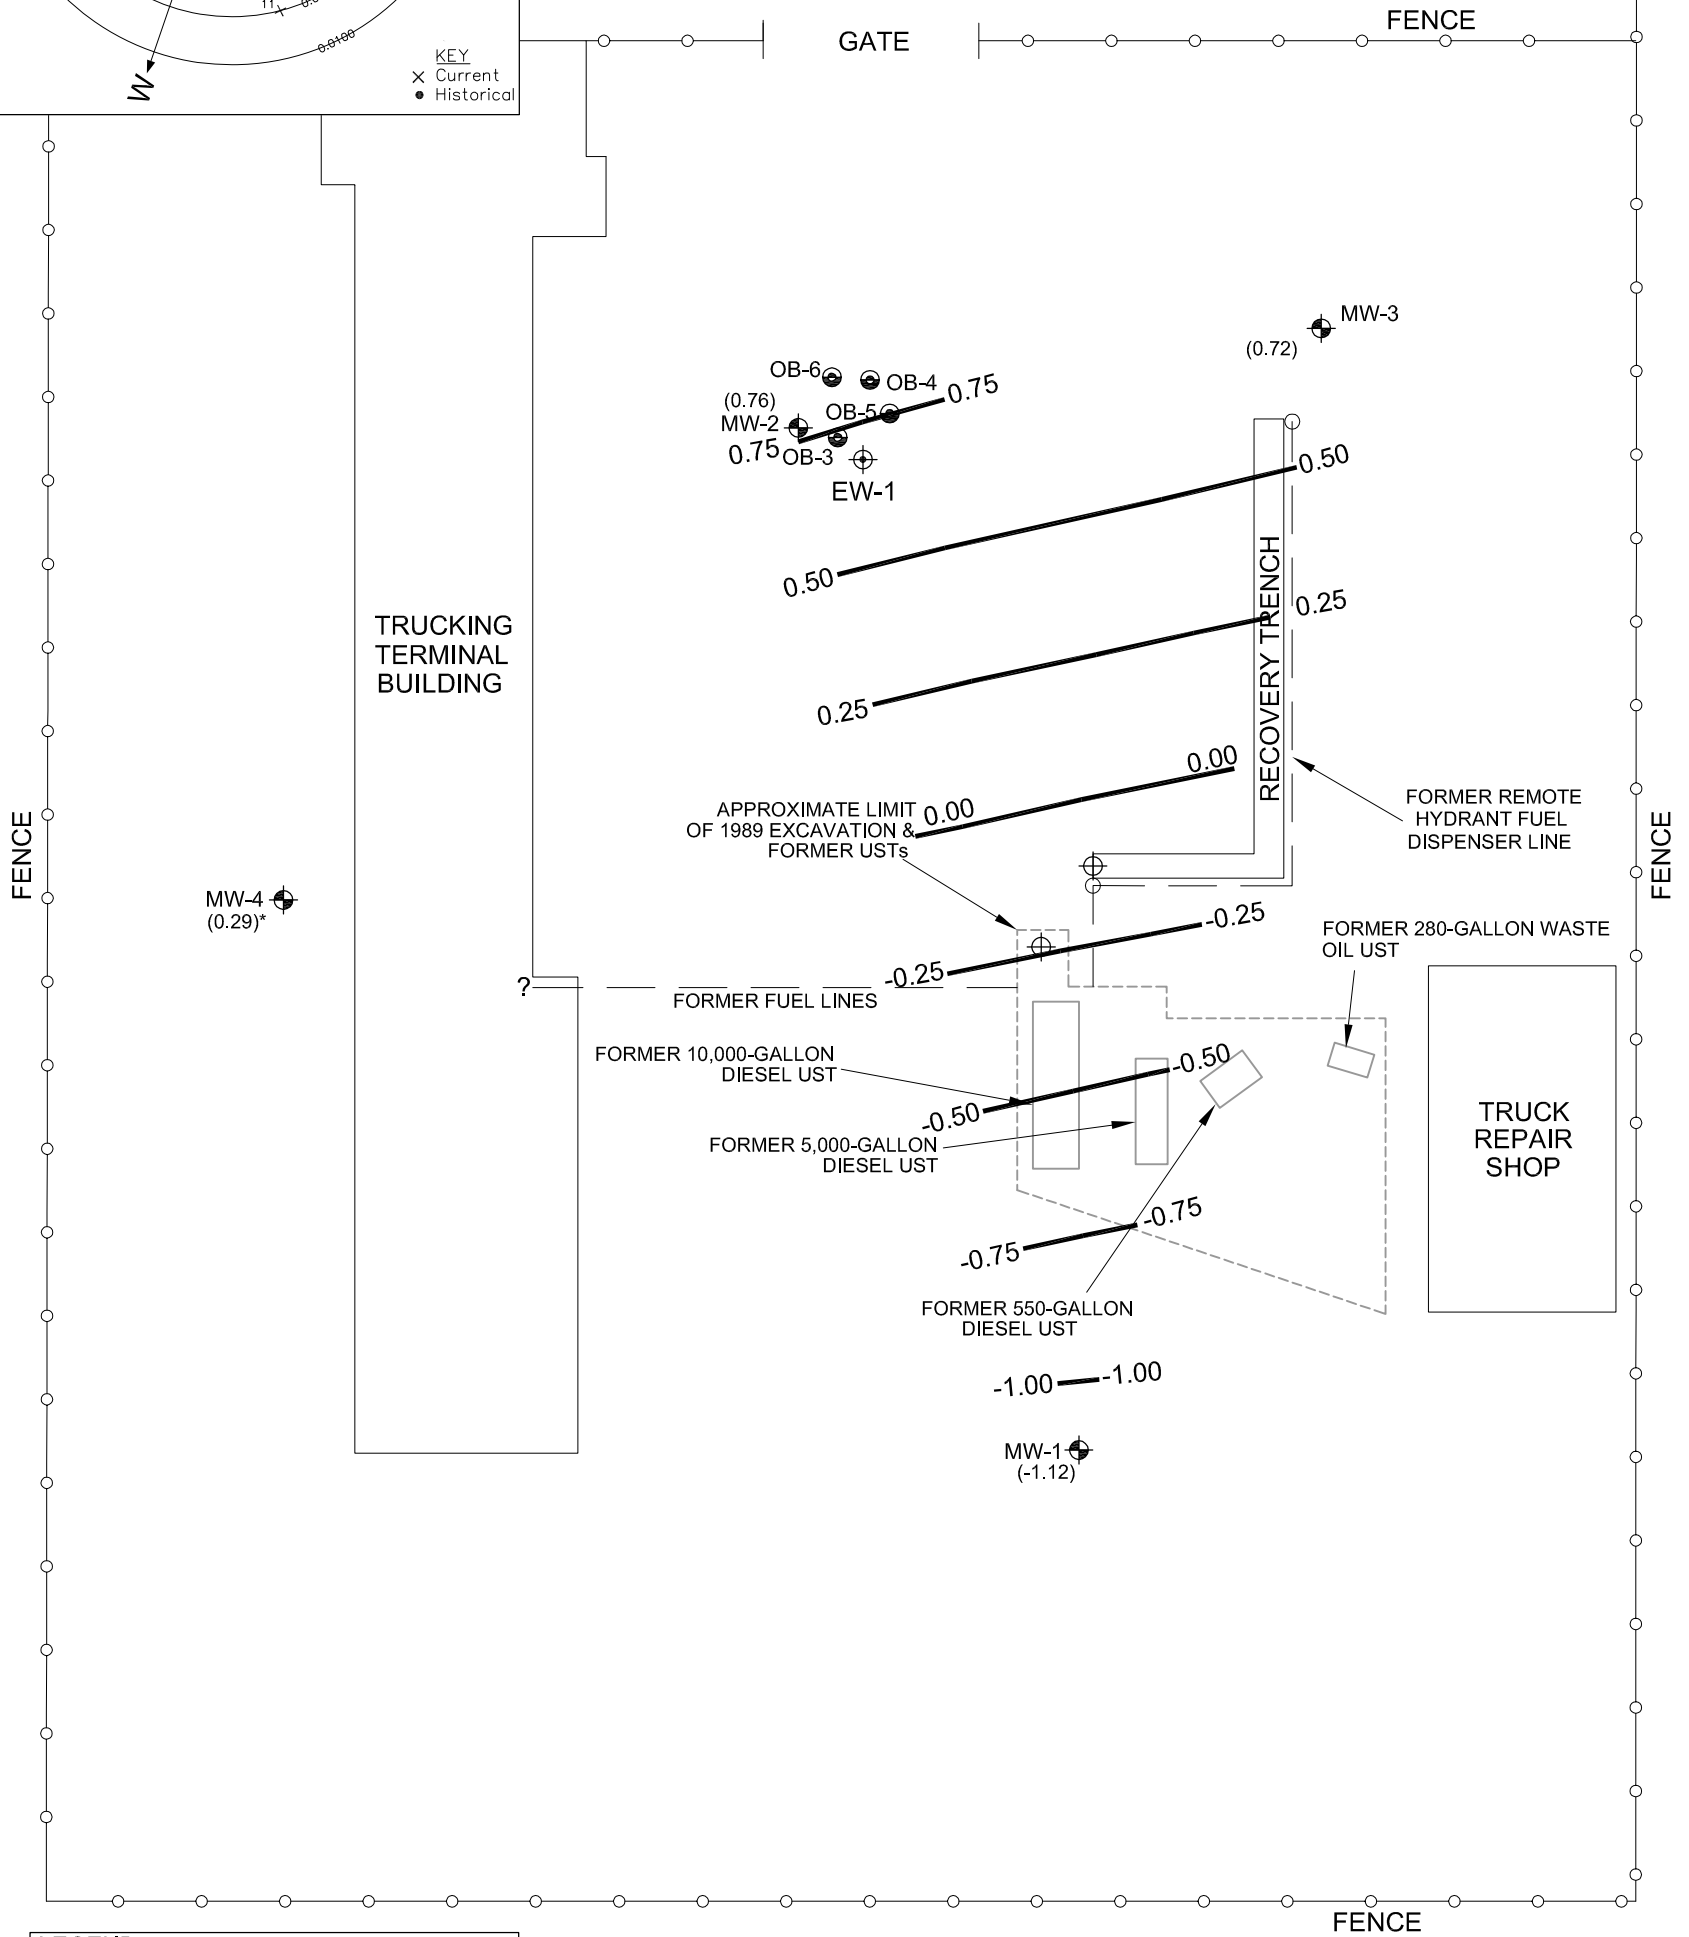 11
0.0100
W
KEY
× Current
● Historical
GATE
FENCE
MW-3
(0.72)
OB-6
OB-4
(0.76)
MW-2
OB-5
0.75
0.75
OB-3
EW-1
0.50
0.50
TRUCKING
TERMINAL
BUILDING
RECOVERY TRENCH
0.25
0.25
0.00
0.00
APPROXIMATE LIMIT
OF 1989 EXCAVATION &
FORMER USTs
FORMER REMOTE
HYDRANT FUEL
DISPENSER LINE
FENCE
FENCE
MW-4
(0.29)*
-0.25
-0.25
FORMER 280-GALLON WASTE
OIL UST
?
FORMER FUEL LINES
FORMER 10,000-GALLON
DIESEL UST
-0.50
-0.50
FORMER 5,000-GALLON
DIESEL UST
TRUCK
REPAIR
SHOP
-0.75
-0.75
FORMER 550-GALLON
DIESEL UST
-1.00
-1.00
MW-1
(-1.12)
FENCE